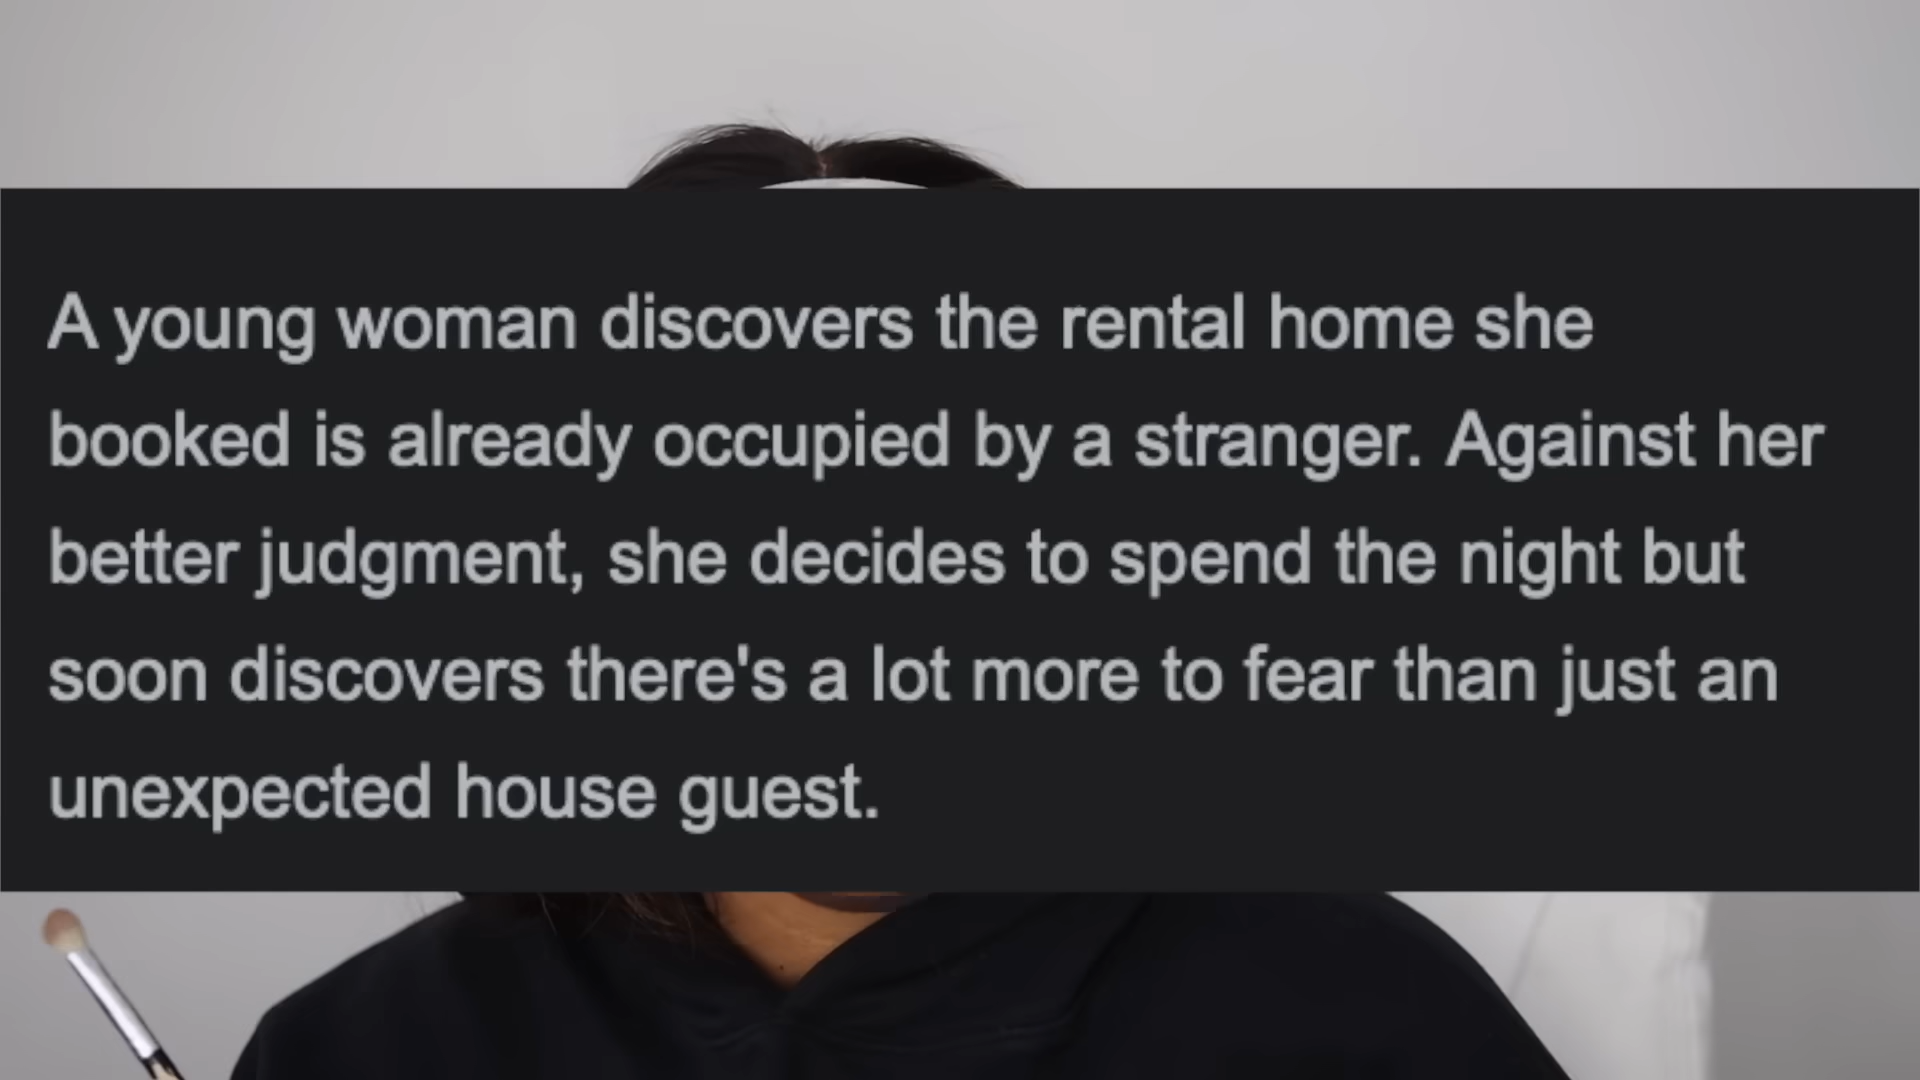 A young woman discovers the rental home she
booked is already occupied by a stranger. Against her
better judgment, she decides to spend the night but
soon discovers there's a lot more to fear than just an
unexpected house guest.